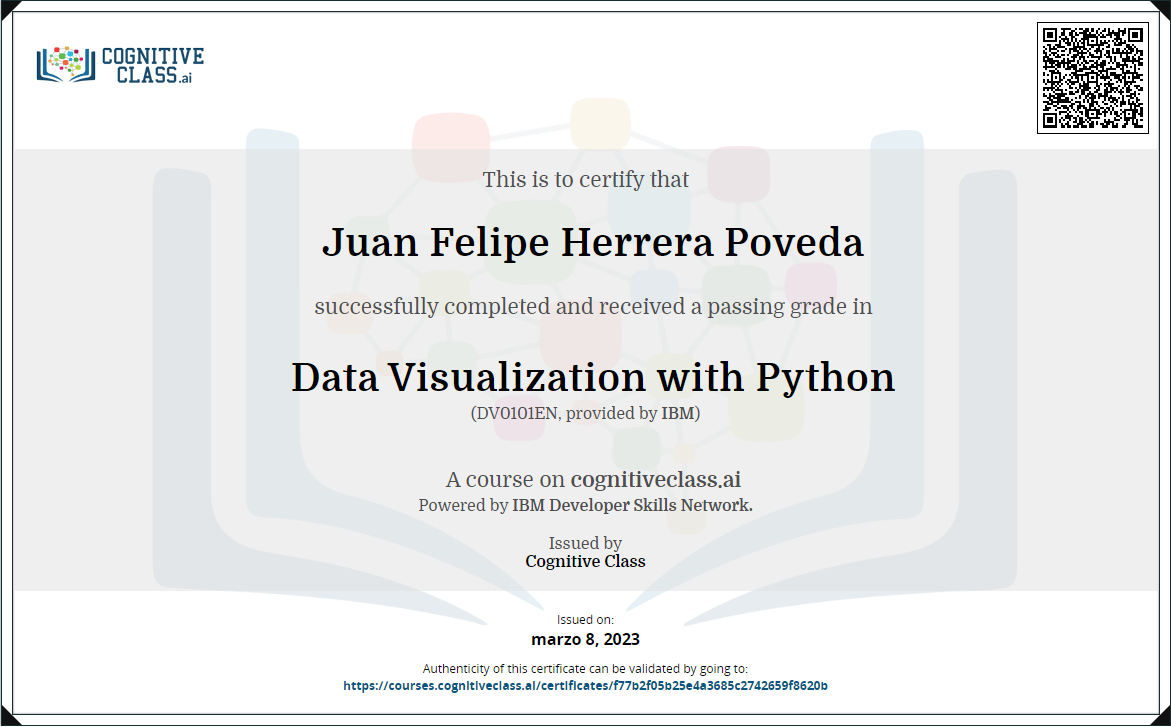 COGNITIVE
CLASS.ai
This is to certify that
Juan Felipe Herrera Poveda
successfully completed and received a passing grade in
Data Visualization with Python
(DV0101EN, provided by IBM)
A course on cognitiveclass.ai
Powered by IBM Developer Skills Network.
Issued by
Cognitive Class
Issued on:
marzo 8, 2023
Authenticity of this certificate can be validated by going to:
https://courses.cognitiveclass.ai/certificates/f77b2f05b25e4a3685c2742659f8620b